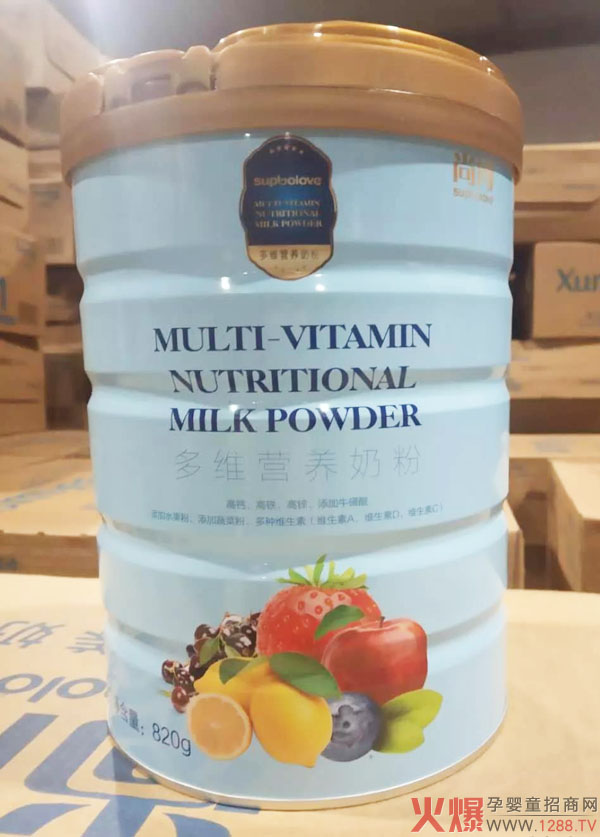 supbolove
MULTI-VITAMIN
NUTRITIONAL
MILK POWDER
多维营养奶粉
supbolove
MULTI-VITAMIN
NUTRITIONAL
MILK POWDER
多维营养奶粉
高钙、高铁、高锌、添加牛磺酸
添加水果粉、添加蔬菜粉、多种维生素(维生素A、维生素D、维生素C)
含量: 820g
火爆孕婴童招商网
WWW.1288.TV